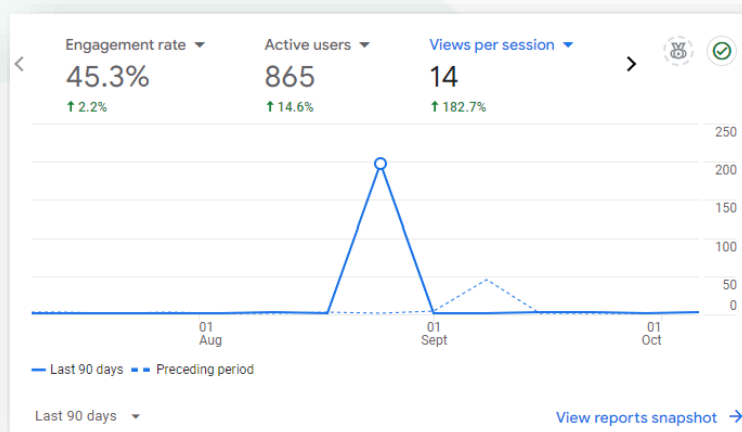 Engagement rate
Active users
Views per session
45.3%
865
14
↑ 2.2%
↑ 14.6%
↑ 182.7%
250
200
150
100
50
0
01
Aug
01
Sept
01
Oct
Last 90 days
Preceding period
Last 90 days
View reports snapshot →